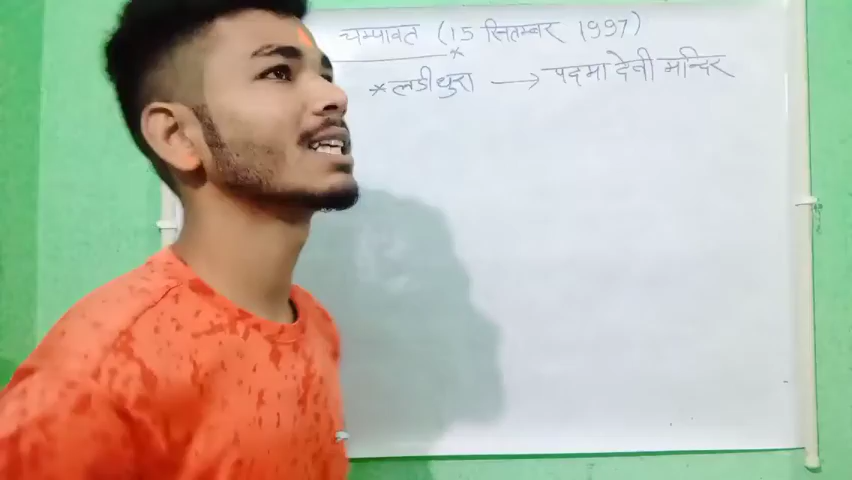 चम्पावत (15 सितम्बर 1997)
* लडीधुरा → पदमा देवी मन्दिर